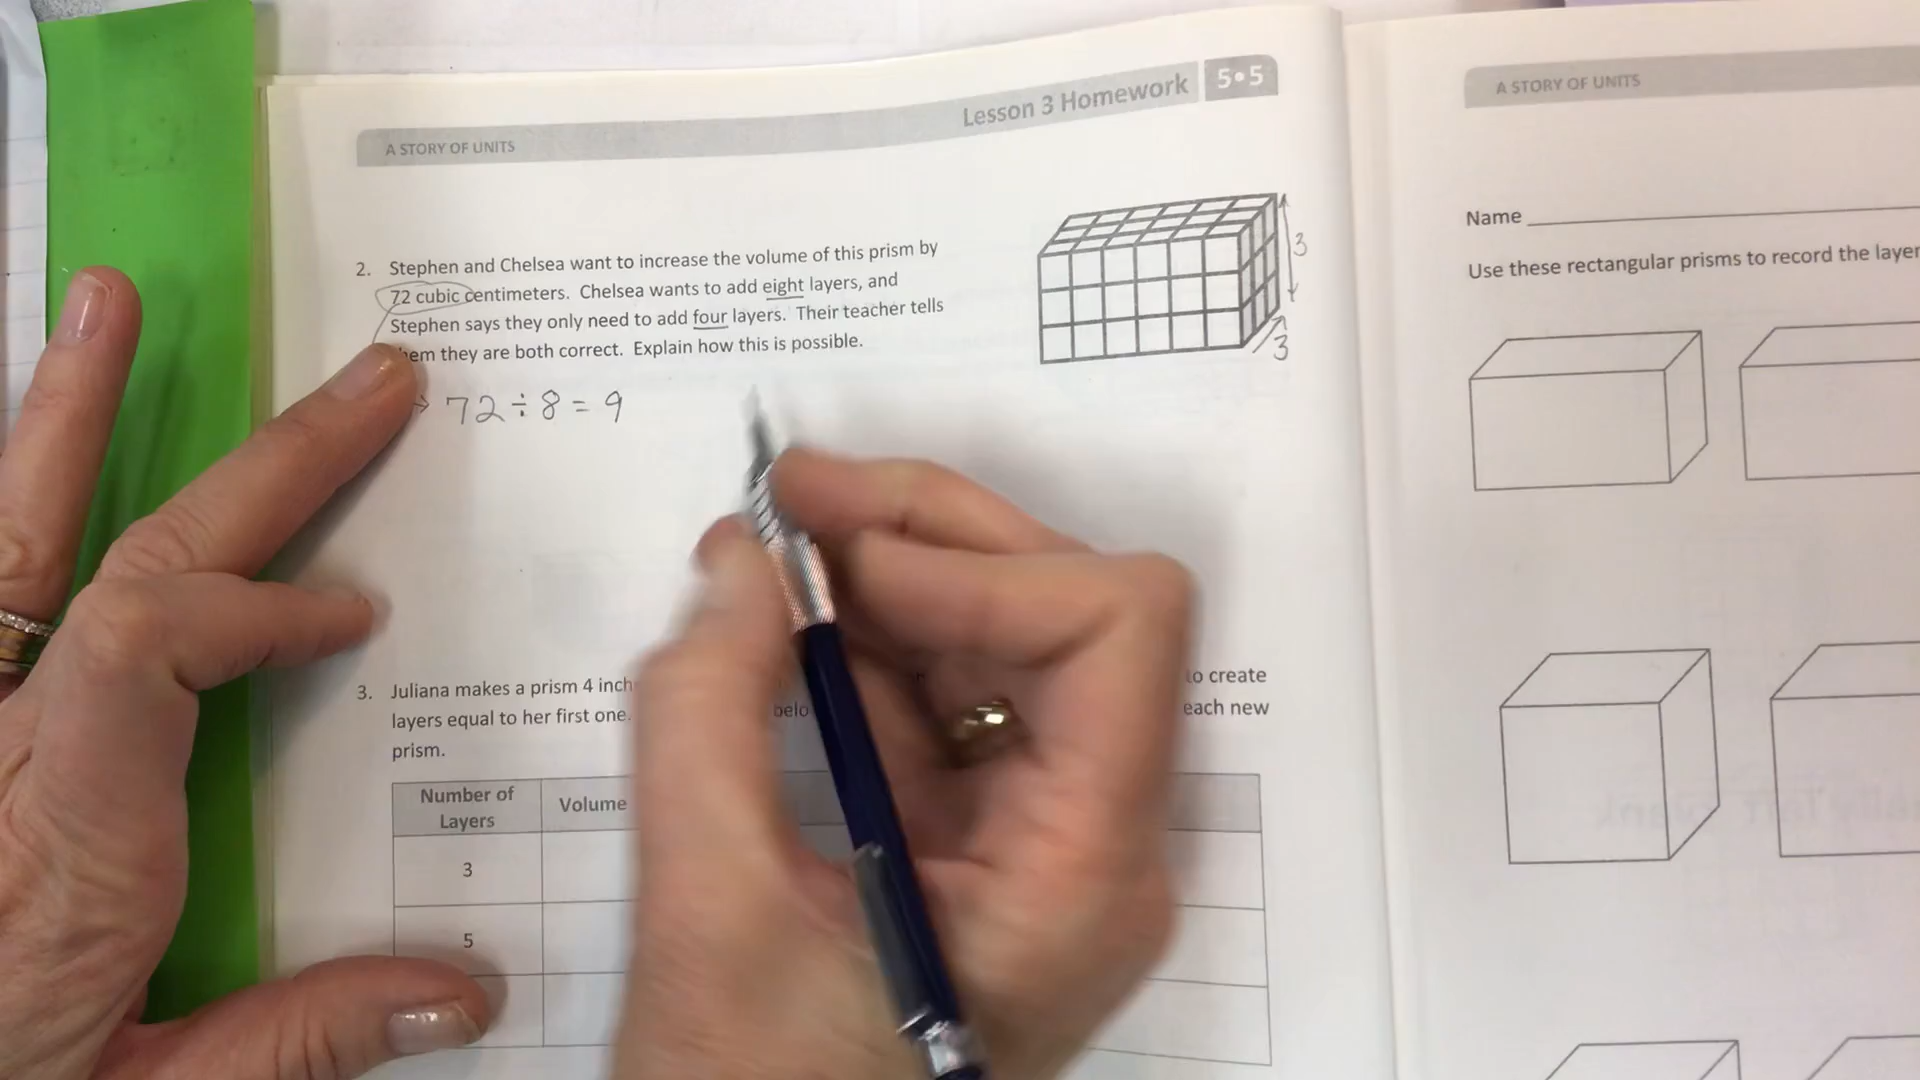 Lesson 3 Homework 5•5
A STORY OF UNITS
2. Stephen and Chelsea want to increase the volume of this prism by
72 cubic centimeters. Chelsea wants to add eight layers, and
Stephen says they only need to add four layers. Their teacher tells
they are both correct. Explain how this is possible.
3
3
72 ÷ 8 = 9
3. Juliana makes a prism 4 to create
layers equal to her first one. each new
prism.
Number of Layers
Volume
3
5
A STORY OF UNITS
Name
Use these rectangular prisms to record the